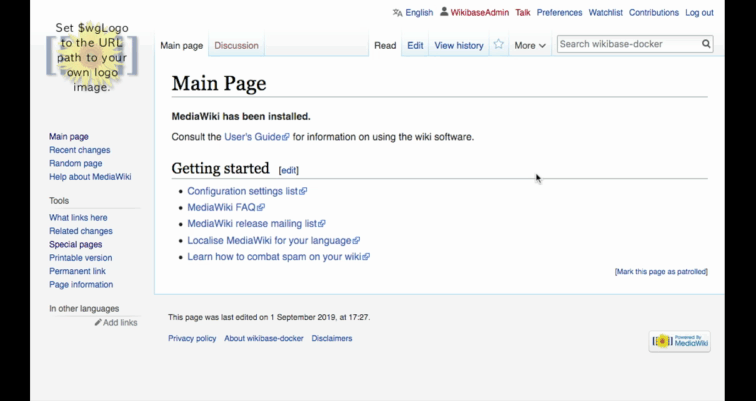 Set $wgLogo
to the URL
path to your
own logo
image.
English WikibaseAdmin Talk Preferences Watchlist Contributions Log out
Main page Discussion Read Edit View history More Search wikibase-docker
Main Page
MediaWiki has been installed.
Consult the User's Guide for information on using the wiki software.
Getting started [edit]
• Configuration settings list
• MediaWiki FAQ
• MediaWiki release mailing list
• Localise MediaWiki for your language
• Learn how to combat spam on your wiki
[Mark this page as patrolled]
Main page
Recent changes
Random page
Help about MediaWiki
Tools
What links here
Related changes
Special pages
Printable version
Permanent link
Page information
In other languages
Add links
This page was last edited on 1 September 2019, at 17:27.
Privacy policy About wikibase-docker Disclaimers
Powered By
MediaWiki